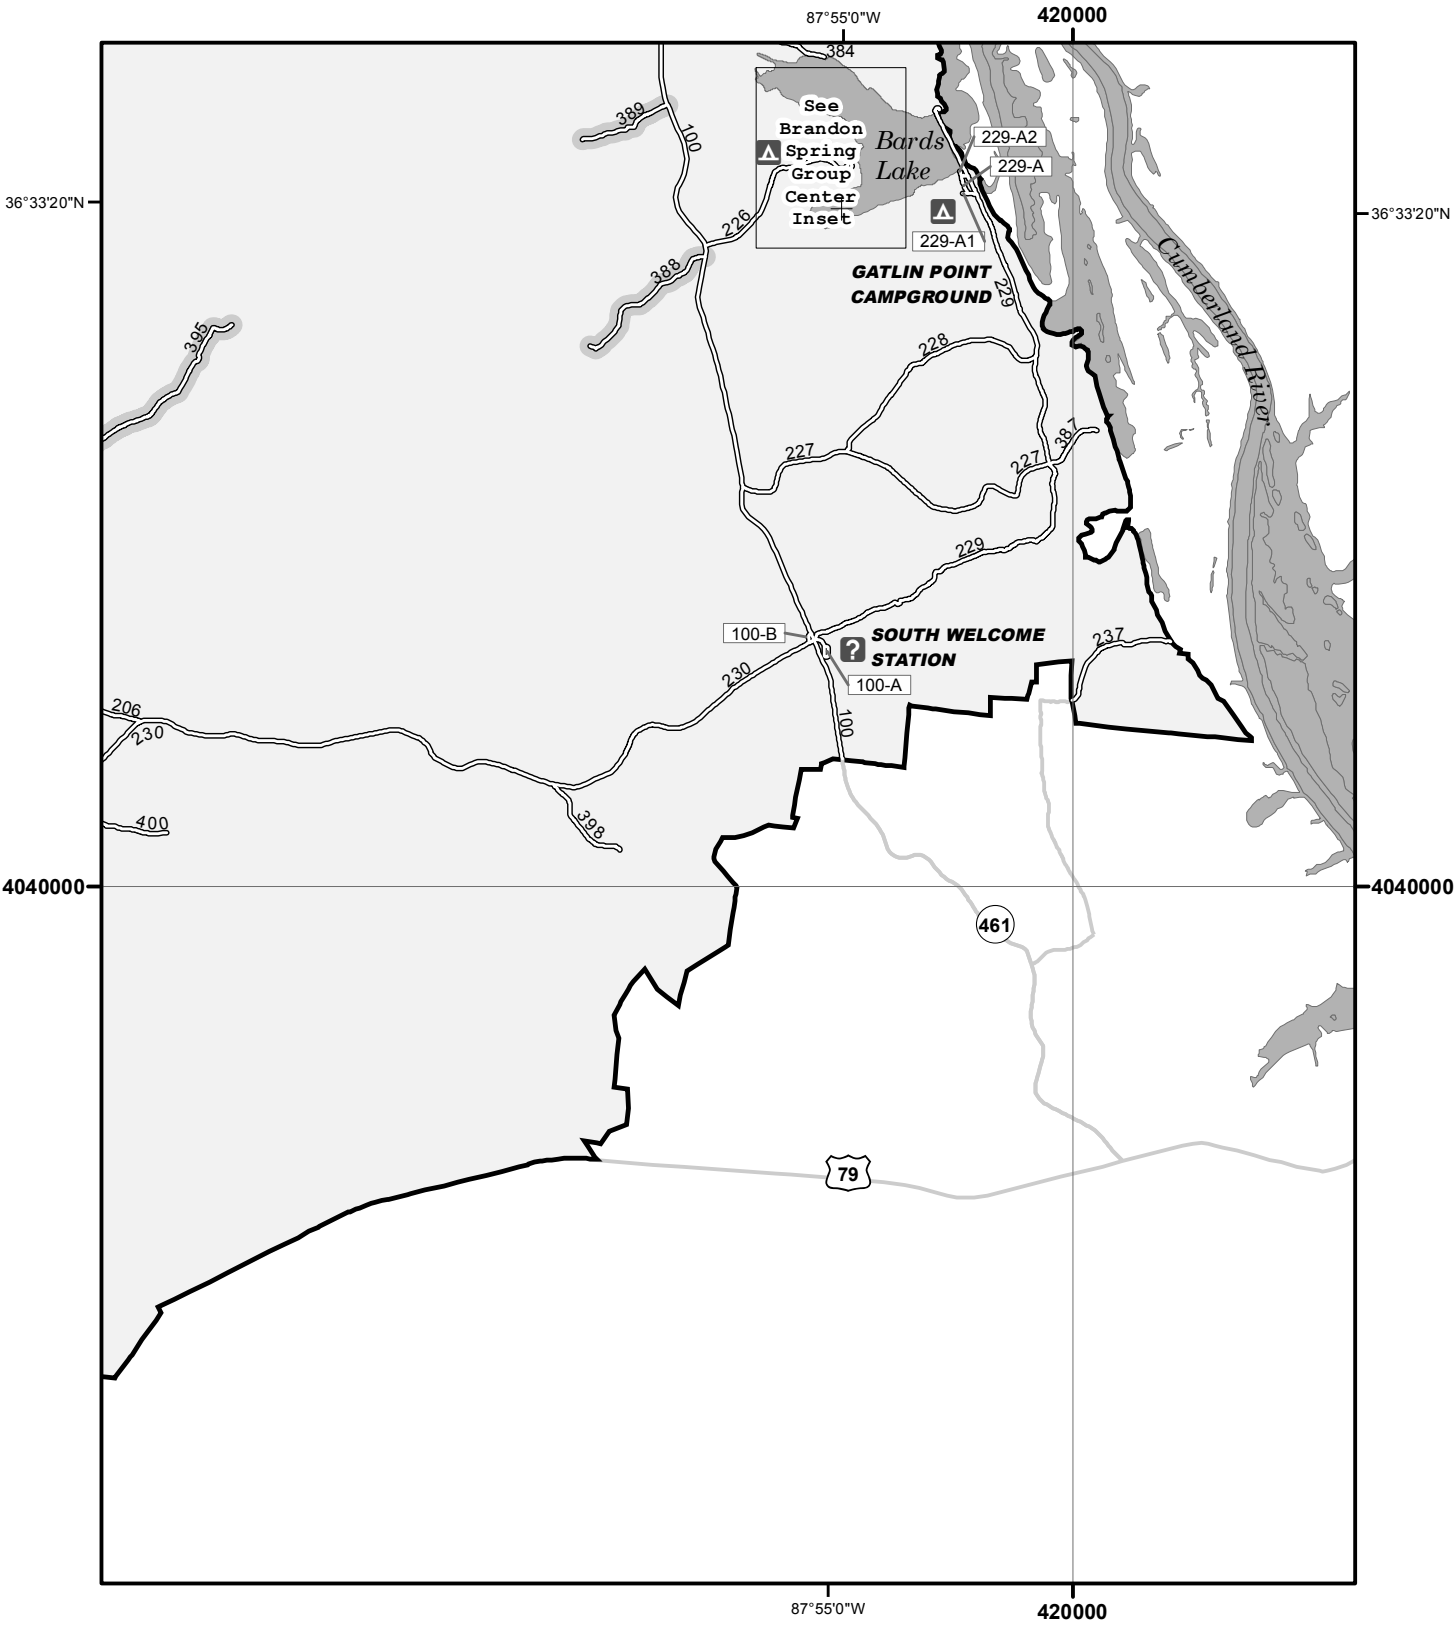 87°55'0"W
420000
384
389
100
See
Brandon
Spring
Group
Center
Inset
Bards
Lake
229-A2
229-A
36°33'20"N
36°33'20"N
226
229-A1
388
GATLIN POINT
CAMPGROUND
229
Cumberland River
395
228
387
227
227
229
100-B
SOUTH WELCOME
STATION
237
230
100-A
206
230
100
400
398
4040000
4040000
461
79
87°55'0"W
420000